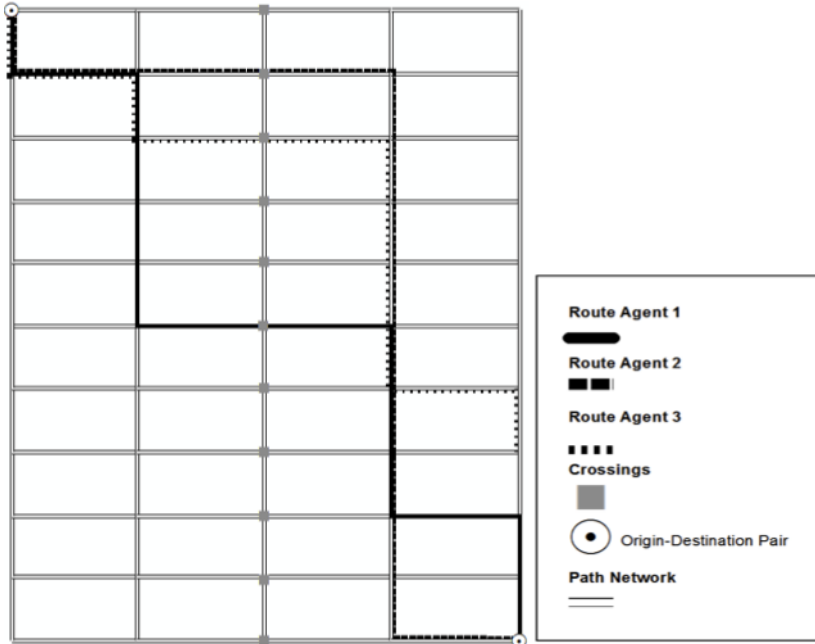 Route Agent 1
Route Agent 2
Route Agent 3
Crossings
Origin-Destination Pair
Path Network